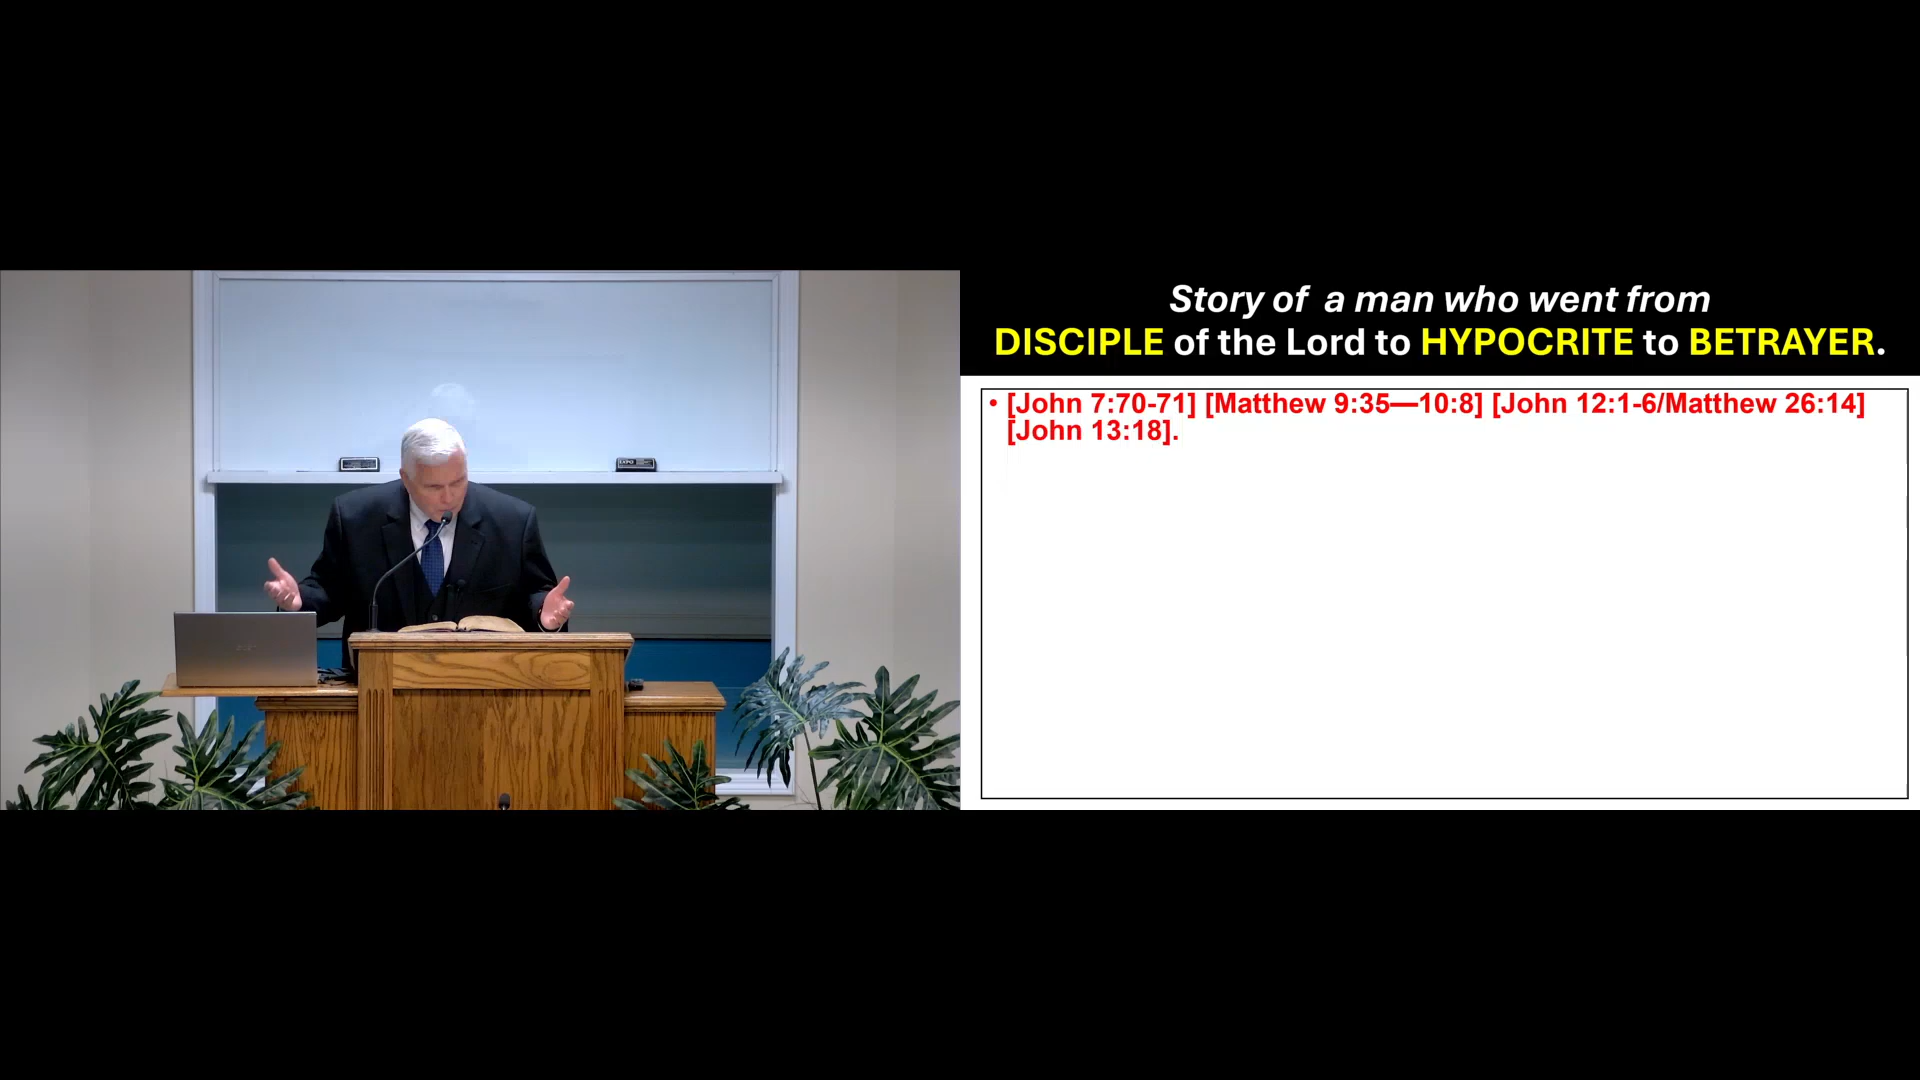 Story of a man who went from
DISCIPLE of the Lord to HYPOCRITE to BETRAYER.
• [John 7:70-71] [Matthew 9:35—10:8] [John 12:1-6/Matthew 26:14]
[John 13:18].
EXPO